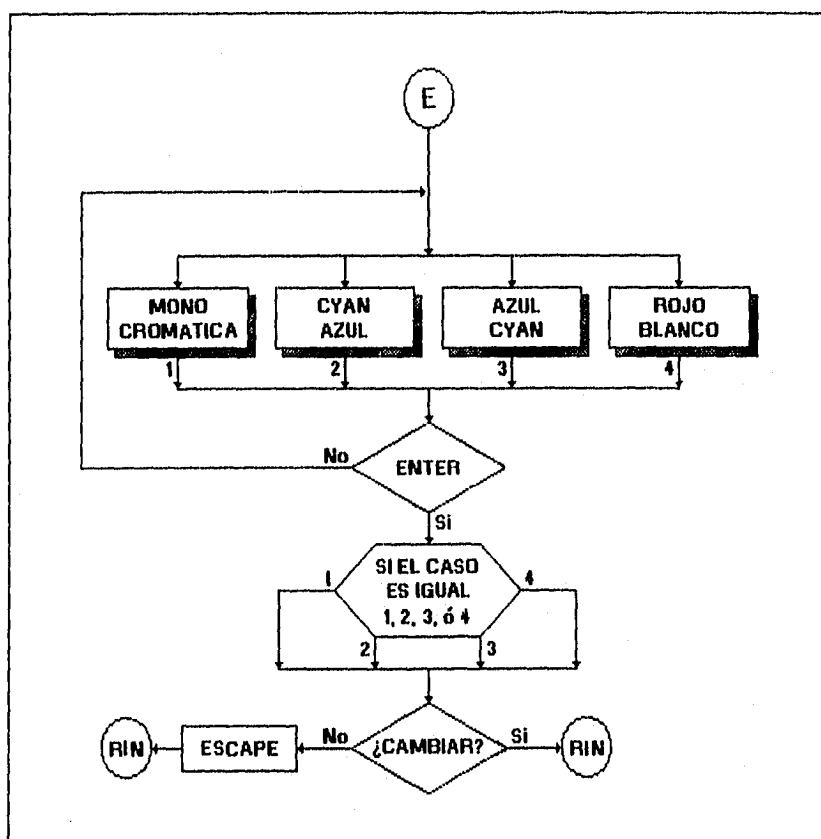 E
MONO
CROMATICA
CYAN
AZUL
AZUL
CYAN
ROJO
BLANCO
1
2
3
4
No
ENTER
Si
1
SI EL CASO
ES IGUAL
1, 2, 3, ó 4
4
2
3
RIN
ESCAPE
No
¿CAMBIAR?
Si
RIN